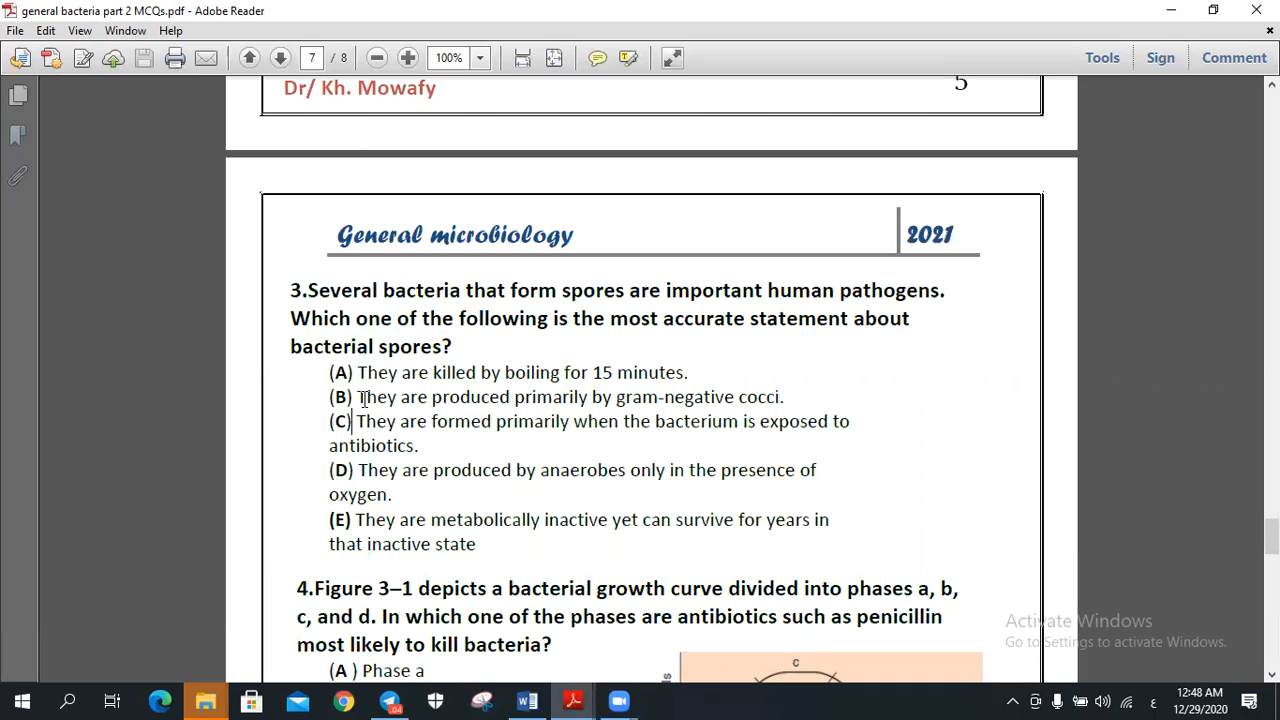 general bacteria part 2 MCQs.pdf - Adobe Reader
File Edit View Window Help
7 / 8 100% Tools Sign Comment
Dr/ Kh. Mowafy 5
General microbiology 2021
3.Several bacteria that form spores are important human pathogens.
Which one of the following is the most accurate statement about
bacterial spores?
(A) They are killed by boiling for 15 minutes.
(B) They are produced primarily by gram-negative cocci.
(C) They are formed primarily when the bacterium is exposed to
antibiotics.
(D) They are produced by anaerobes only in the presence of
oxygen.
(E) They are metabolically inactive yet can survive for years in
that inactive state
4.Figure 3–1 depicts a bacterial growth curve divided into phases a, b,
c, and d. In which one of the phases are antibiotics such as penicillin
most likely to kill bacteria?
(A ) Phase a
c
Activate Windows
Go to Settings to activate Windows.
04
ع
12:48 AM
12/29/2020